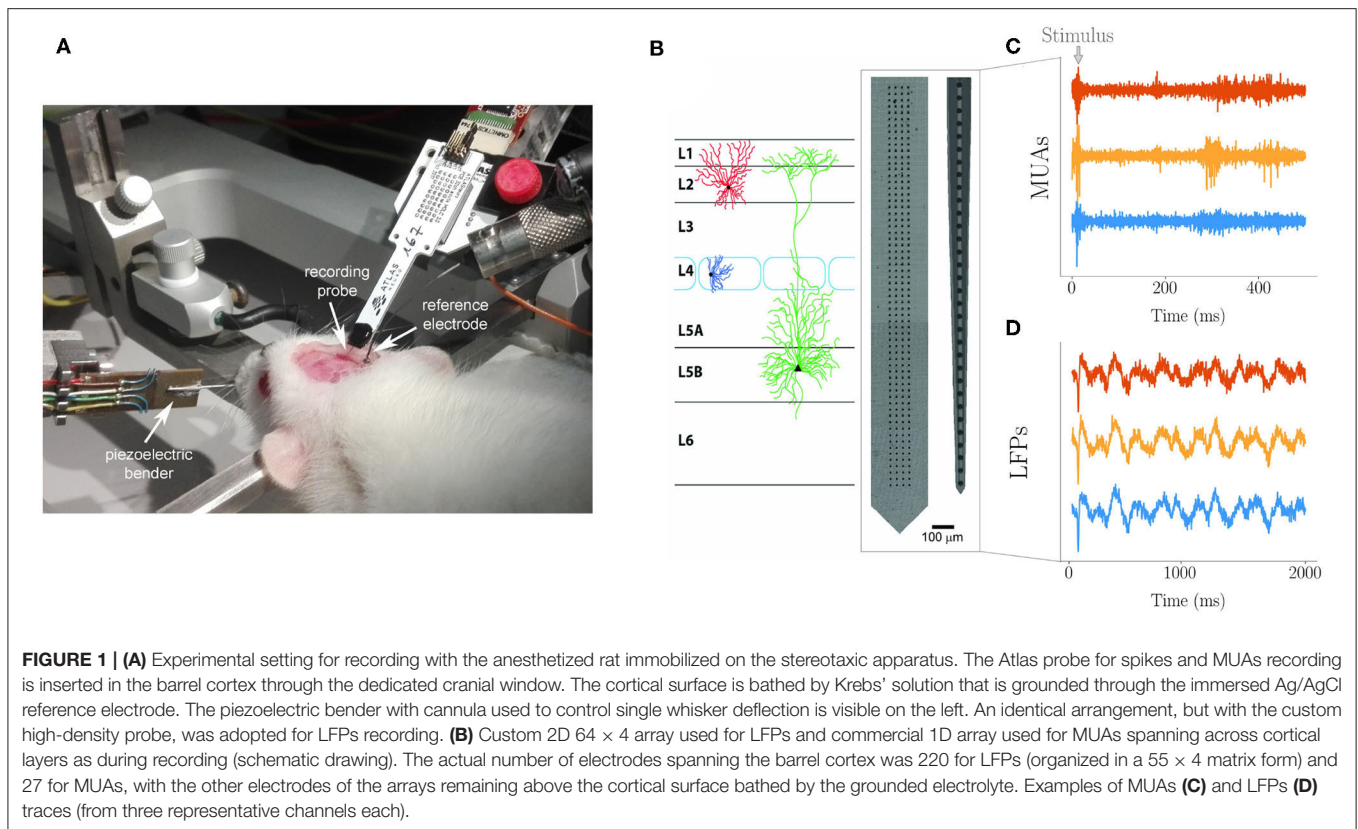 A
B
C
D
Stimulus
MUAs
0
200
400
Time (ms)
LFPs
0
1000
2000
Time (ms)
L1
L2
L3
L4
L5A
L5B
L6
100 μm
recording
probe
reference
electrode
piezoelectric
bender
ATLAS
167
OMNETICS
FIGURE 1 | (A) Experimental setting for recording with the anesthetized rat immobilized on the stereotaxic apparatus. The Atlas probe for spikes and MUAs recording
is inserted in the barrel cortex through the dedicated cranial window. The cortical surface is bathed by Krebs’ solution that is grounded through the immersed Ag/AgCl
reference electrode. The piezoelectric bender with cannula used to control single whisker deflection is visible on the left. An identical arrangement, but with the custom
high-density probe, was adopted for LFPs recording. (B) Custom 2D 64 × 4 array used for LFPs and commercial 1D array used for MUAs spanning across cortical
layers as during recording (schematic drawing). The actual number of electrodes spanning the barrel cortex was 220 for LFPs (organized in a 55 × 4 matrix form) and
27 for MUAs, with the other electrodes of the arrays remaining above the cortical surface bathed by the grounded electrolyte. Examples of MUAs (C) and LFPs (D)
traces (from three representative channels each).